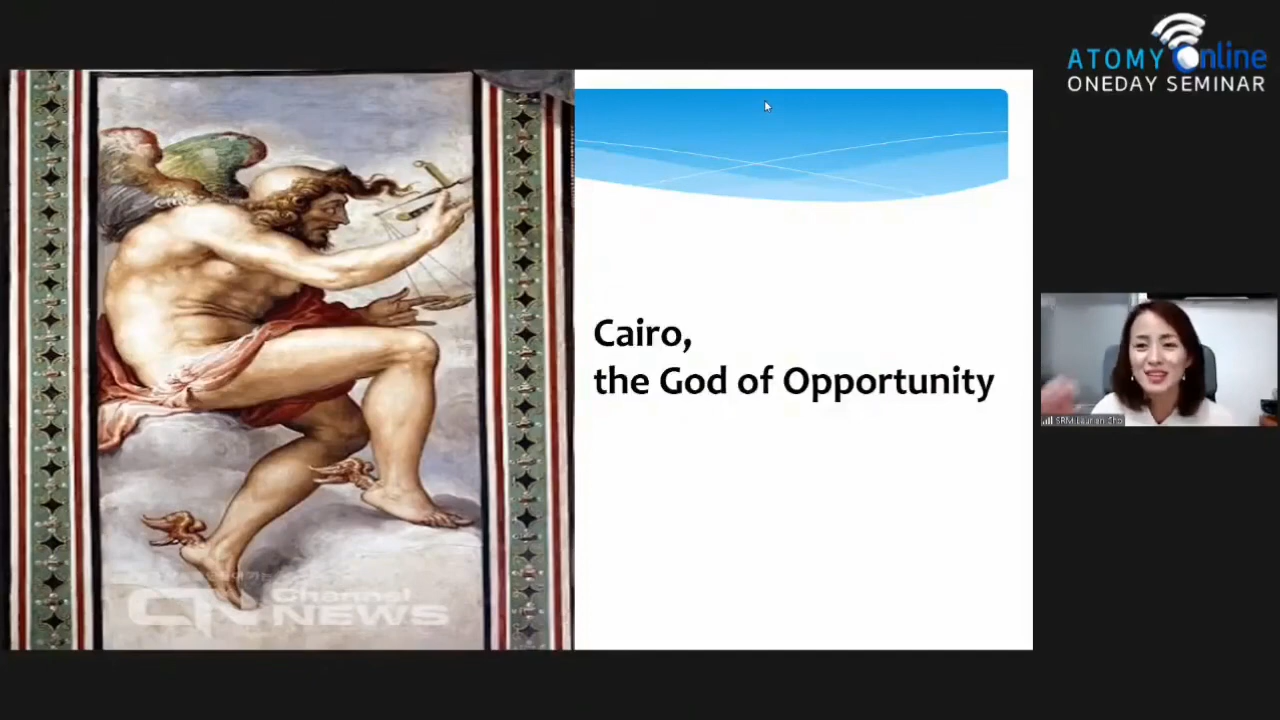 ATOMY Online
ONEDAY SEMINAR
Cairo,
the God of Opportunity
Channel
NEWS